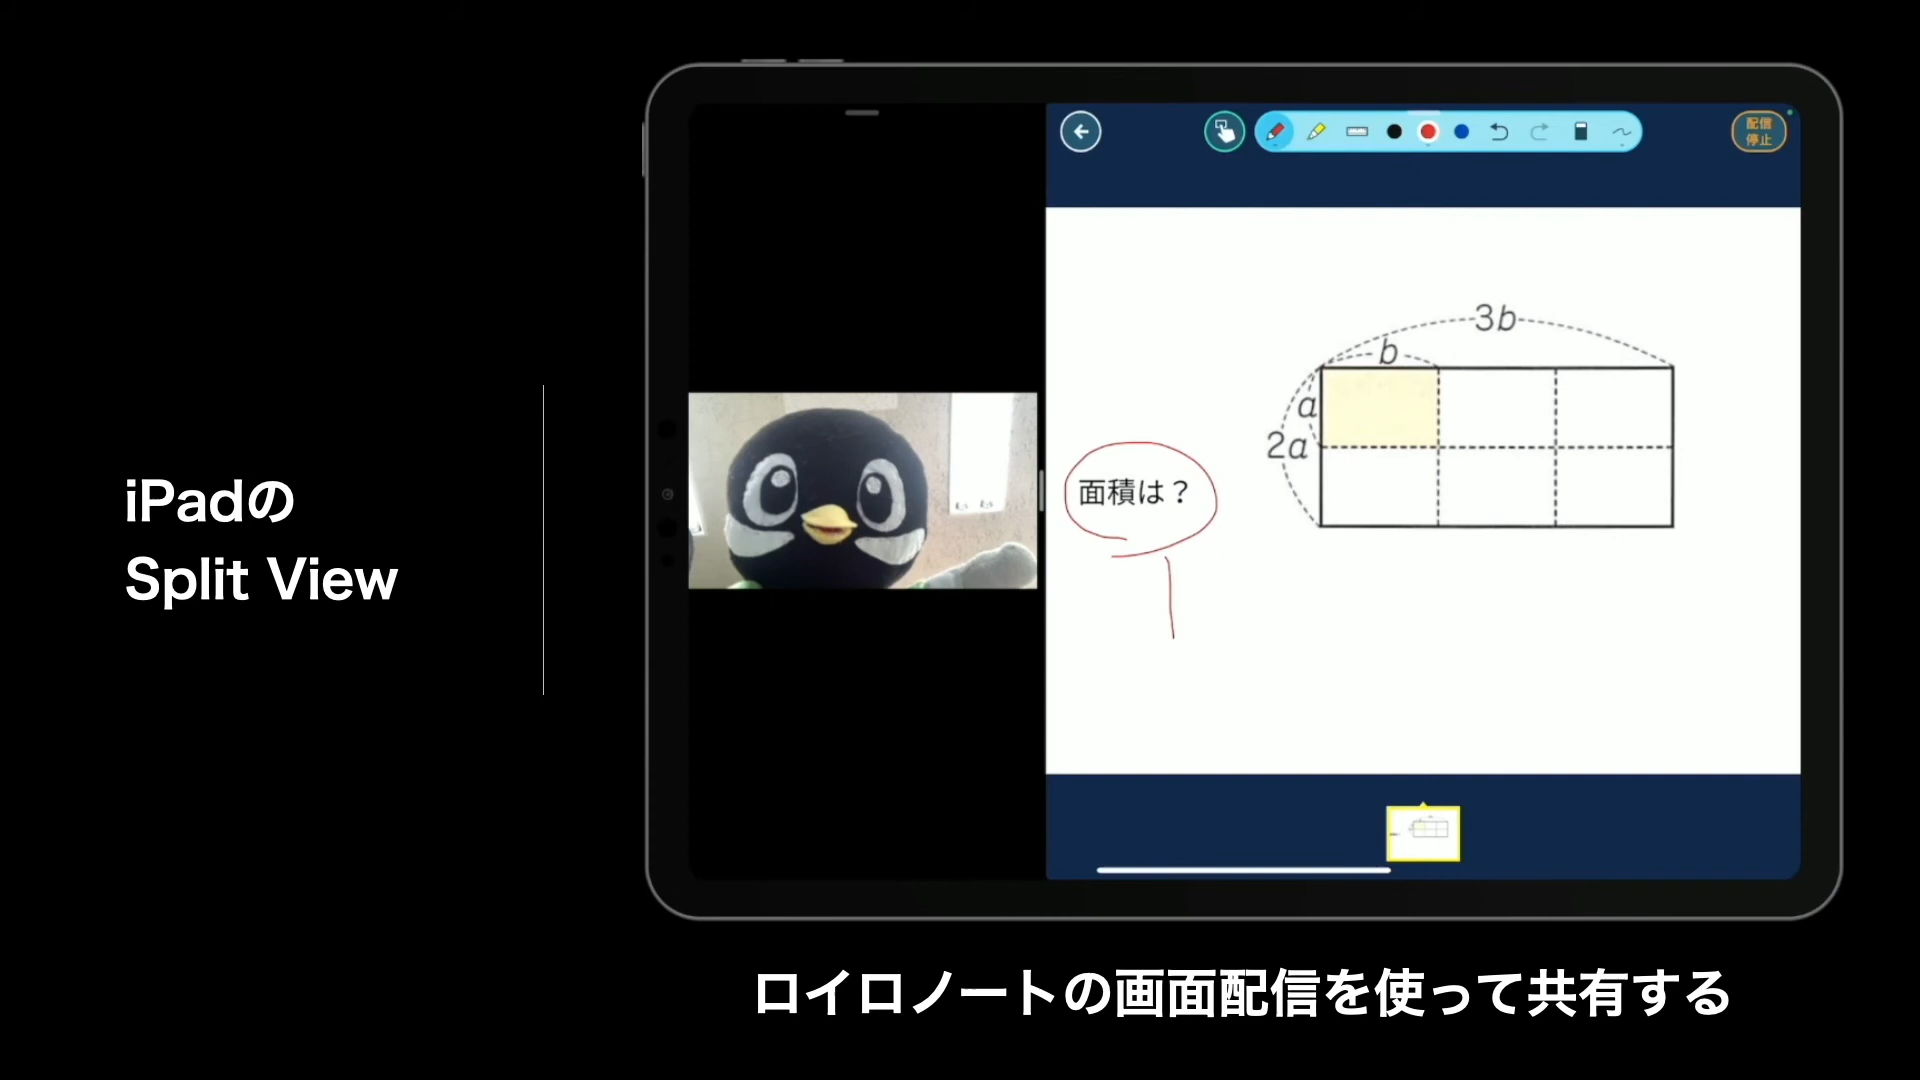 iPadの
Split View
配信
停止
3b
b
a
2a
面積は？
ロイロノートの画面配信を使って共有する